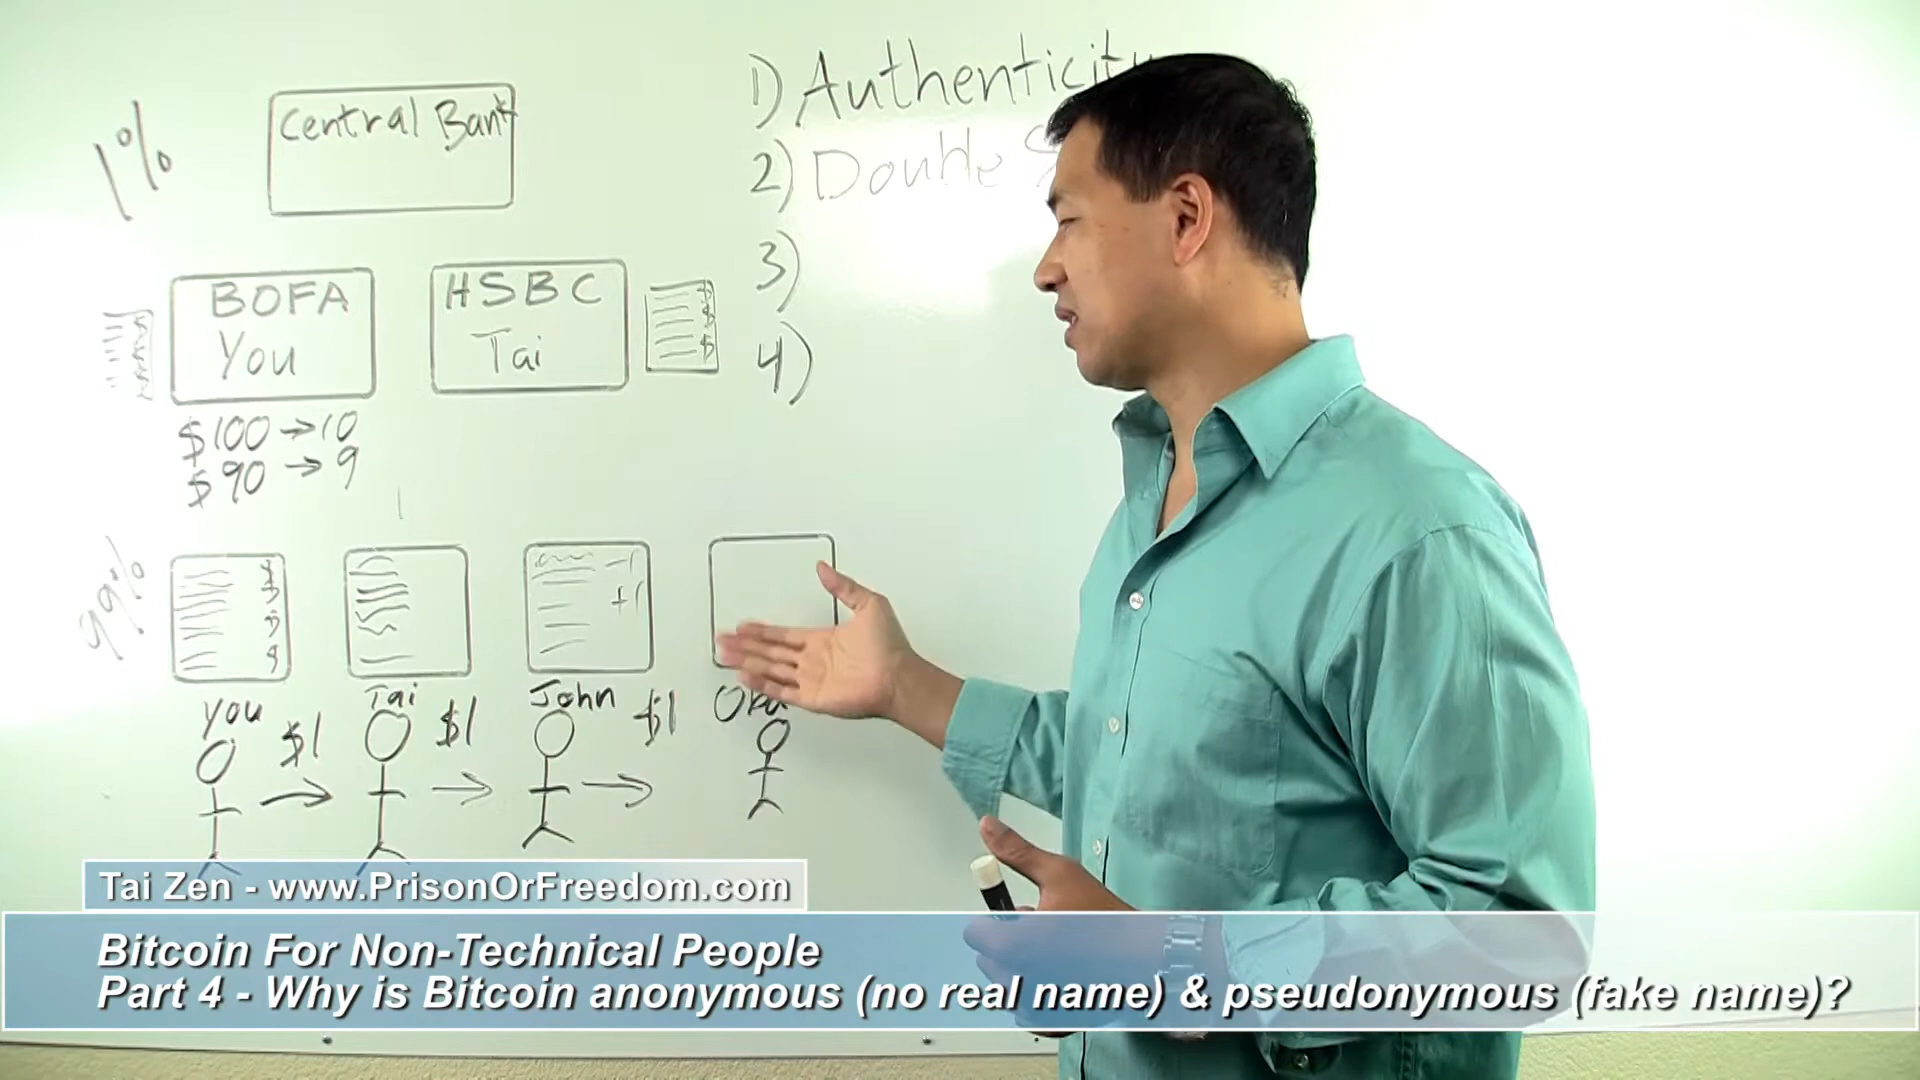 1%
Central Bank
1) Authenticity
2) Double
3)
4)
BOFA
You
HSBC
Tai
$
$
$
$100 → 10
$90 → 9
99%
$
$
$
$
-1
+1
You
Tai
John
$1
$1
$1
Tai Zen - www.PrisonOrFreedom.com
Bitcoin For Non-Technical People
Part 4 - Why is Bitcoin anonymous (no real name) & pseudonymous (fake name)?